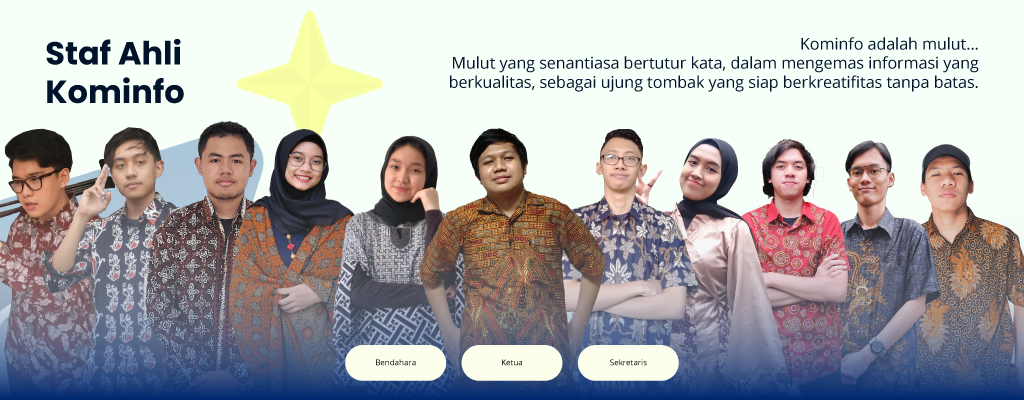 Staf Ahli
Kominfo
Kominfo adalah mulut...
Mulut yang senantiasa bertutur kata, dalam mengemas informasi yang
berkualitas, sebagai ujung tombak yang siap berkreatifitas tanpa batas.
Bendahara
Ketua
Sekretaris